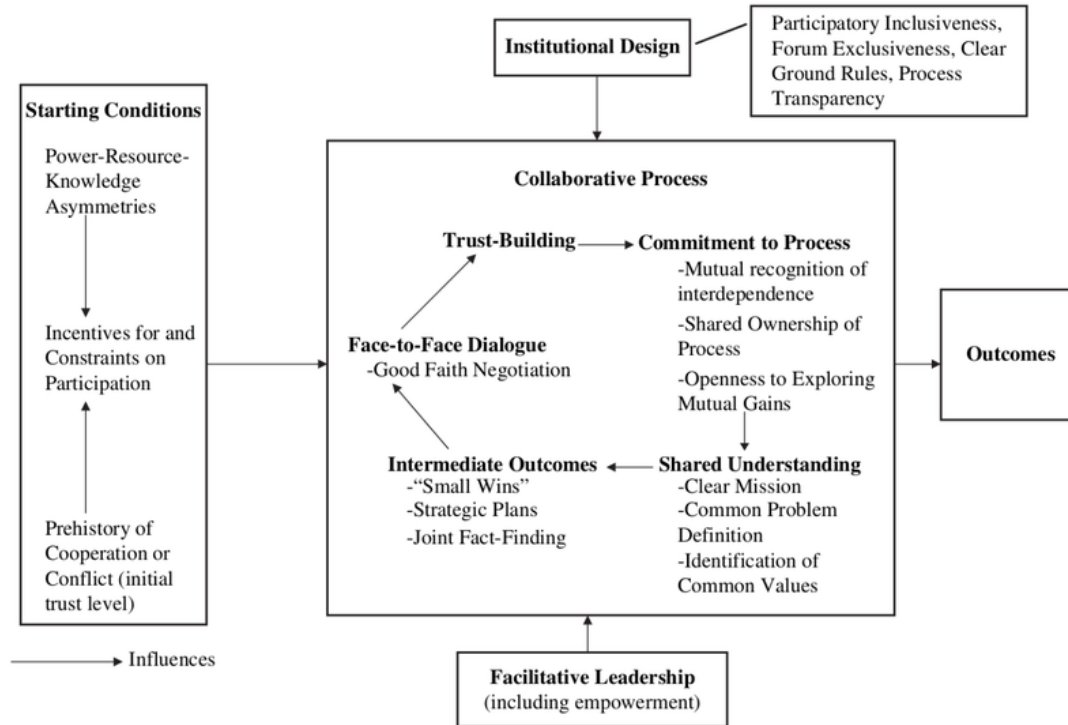 Institutional Design
Participatory Inclusiveness,
Forum Exclusiveness, Clear
Ground Rules, Process
Transparency
Starting Conditions
Power-Resource-
Knowledge
Asymmetries
Incentives for and
Constraints on
Participation
Prehistory of
Cooperation or
Conflict (initial
trust level)
Influences
Collaborative Process
Trust-Building
Commitment to Process
-Mutual recognition of
interdependence
-Shared Ownership of
Process
-Openness to Exploring
Mutual Gains
Face-to-Face Dialogue
-Good Faith Negotiation
Intermediate Outcomes
-“Small Wins”
-Strategic Plans
-Joint Fact-Finding
Shared Understanding
-Clear Mission
-Common Problem
Definition
-Identification of
Common Values
Outcomes
Facilitative Leadership
(including empowerment)